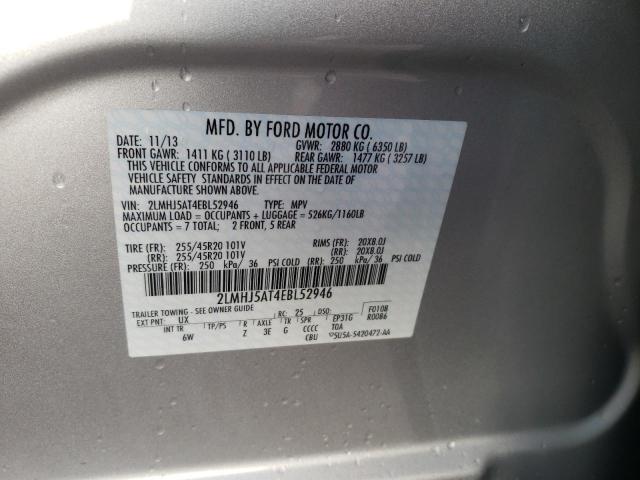 MFD. BY FORD MOTOR CO.
DATE: 11/13 GVWR: 2880 KG ( 6350 LB)
FRONT GAWR: 1411 KG ( 3110 LB) REAR GAWR: 1477 KG ( 3257 LB)
THIS VEHICLE CONFORMS TO ALL APPLICABLE FEDERAL MOTOR
VEHICLE SAFETY STANDARDS IN EFFECT ON THE DATE OF
MANUFACTURE SHOWN ABOVE.
VIN: 2LMHJ5AT4EBL52946 TYPE: MPV
MAXIMUM LOAD = OCCUPANTS + LUGGAGE = 526KG/1160LB
OCCUPANTS = 7 TOTAL; 2 FRONT, 5 REAR
TIRE (FR): 255/45R20 101V RIMS (FR): 20X8.0J
(RR): 255/45R20 101V (RR): 20X8.0J
PRESSURE (FR): 250 kPa/ 36 PSI COLD (RR) 250 kPa/ 36 PSI COLD
2LMHJ5AT4EBL52946
TRAILER TOWING - SEE OWNER GUIDE RC: 25 DSO: F0108
EXT PNT: UX EP31G R0086
INT TR TP/PS R AXLE TR SPR TOA
6W Z 3E G CCCC
CBU 5U5A-5420472-AA